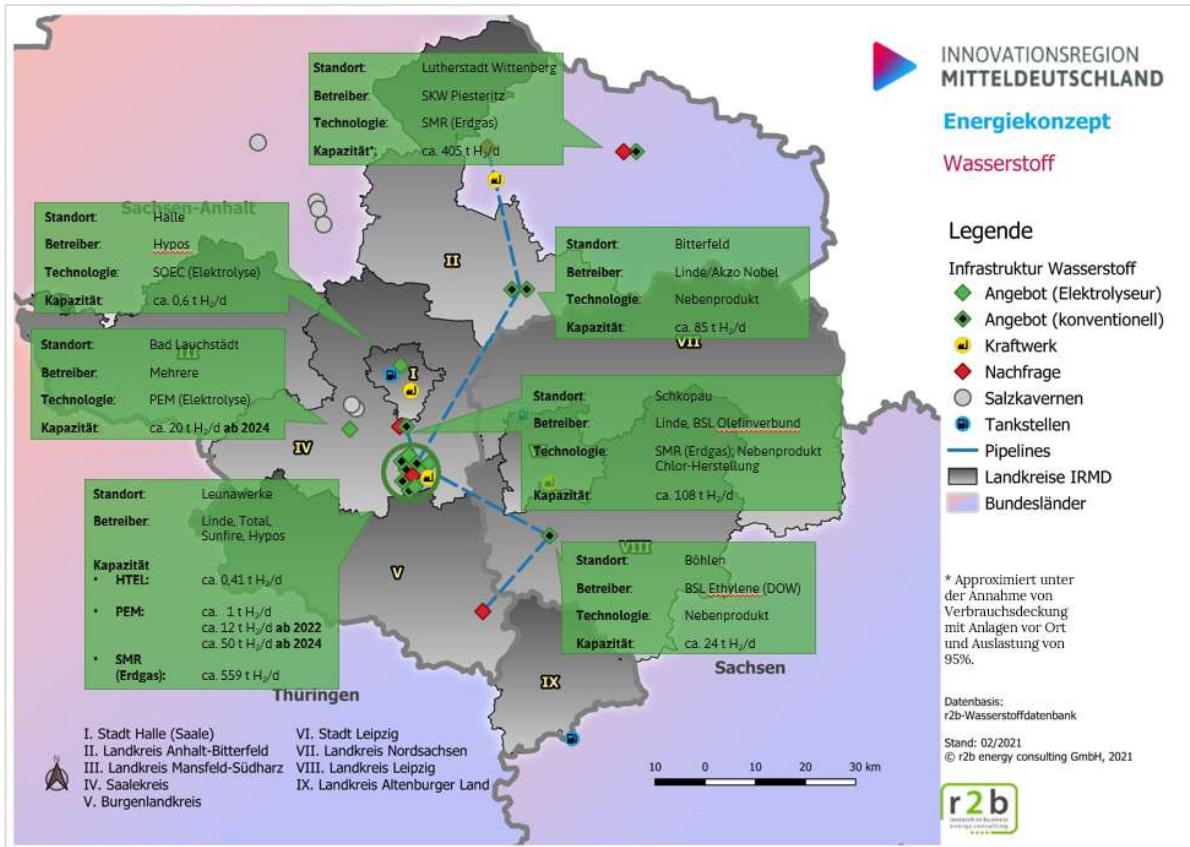 INNOVATIONSREGION
MITTELDEUTSCHLAND
Energiekonzept
Wasserstoff
Standort: Lutherstadt Wittenberg
Betreiber: SKW Piesteritz
Technologie: SMR (Erdgas)
Kapazität*: ca. 405 t H₂/d
Sachsen-Anhalt
Standort: Halle
Betreiber: Hypos
Technologie: SOEC (Elektrolyse)
Kapazität: ca. 0,6 t H₂/d
II
Standort: Bitterfeld
Betreiber: Linde/Akzo Nobel
Technologie: Nebenprodukt
Kapazität: ca. 85 t H₂/d
III
Standort: Bad Lauchstädt
Betreiber: Mehrere
Technologie: PEM (Elektrolyse)
Kapazität: ca. 20 t H₂/d ab 2024
I
VII
Standort: Schkopau
Betreiber: Linde, BSL Olefinverbund
Technologie: SMR (Erdgas); Nebenprodukt
Chlor-Herstellung
Kapazität: ca. 108 t H₂/d
IV
Standort: Leunawerke
Betreiber: Linde, Total,
Sunfire, Hypos
Kapazität
• HTEL: ca. 0,41 t H₂/d
• PEM: ca. 1 t H₂/d
ca. 12 t H₂/d ab 2022
ca. 50 t H₂/d ab 2024
• SMR
(Erdgas): ca. 559 t H₂/d
V
VIII
Standort: Böhlen
Betreiber: BSL Ethylene (DOW)
Technologie: Nebenprodukt
Kapazität: ca. 24 t H₂/d
Sachsen
Thüringen
IX
Legende
Infrastruktur Wasserstoff
Angebot (Elektrolyseur)
Angebot (konventionell)
Kraftwerk
Nachfrage
Salzkavernen
Tankstellen
Pipelines
Landkreise IRMD
Bundesländer
* Approximiert unter
der Annahme von
Verbrauchsdeckung
mit Anlagen vor Ort
und Auslastung von
95%.
Datenbasis:
r2b-Wasserstoffdatenbank
Stand: 02/2021
© r2b energy consulting GmbH, 2021
r2b
research to business
energy consulting
N
I. Stadt Halle (Saale)
II. Landkreis Anhalt-Bitterfeld
III. Landkreis Mansfeld-Südharz
IV. Saalekreis
V. Burgenlandkreis
VI. Stadt Leipzig
VII. Landkreis Nordsachsen
VIII. Landkreis Leipzig
IX. Landkreis Altenburger Land
10 0 10 20 30 km